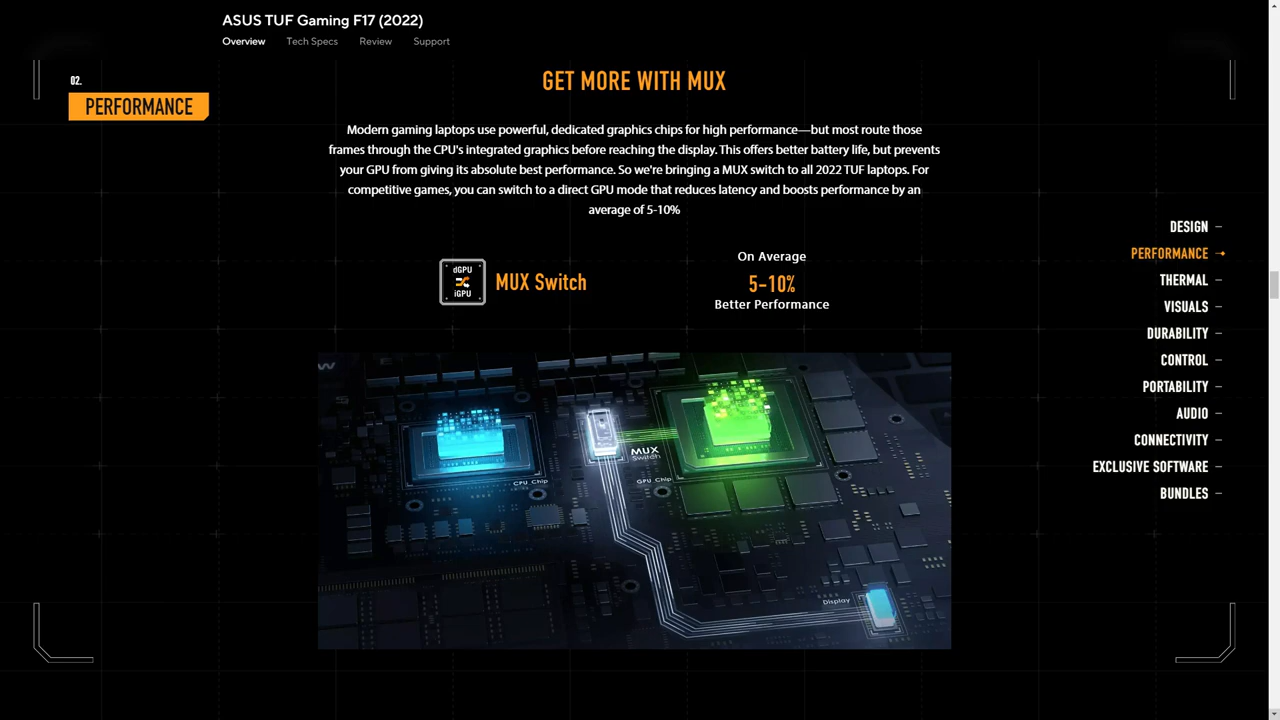 ASUS TUF Gaming F17 (2022)
Overview Tech Specs Review Support
02.
PERFORMANCE
GET MORE WITH MUX
Modern gaming laptops use powerful, dedicated graphics chips for high performance—but most route those
frames through the CPU's integrated graphics before reaching the display. This offers better battery life, but prevents
your GPU from giving its absolute best performance. So we're bringing a MUX switch to all 2022 TUF laptops. For
competitive games, you can switch to a direct GPU mode that reduces latency and boosts performance by an
average of 5-10%
dGPU
iGPU
MUX Switch
On Average
5-10%
Better Performance
CPU Chip
MUX
Switch
GPU Chip
Display
DESIGN
PERFORMANCE
THERMAL
VISUALS
DURABILITY
CONTROL
PORTABILITY
AUDIO
CONNECTIVITY
EXCLUSIVE SOFTWARE
BUNDLES